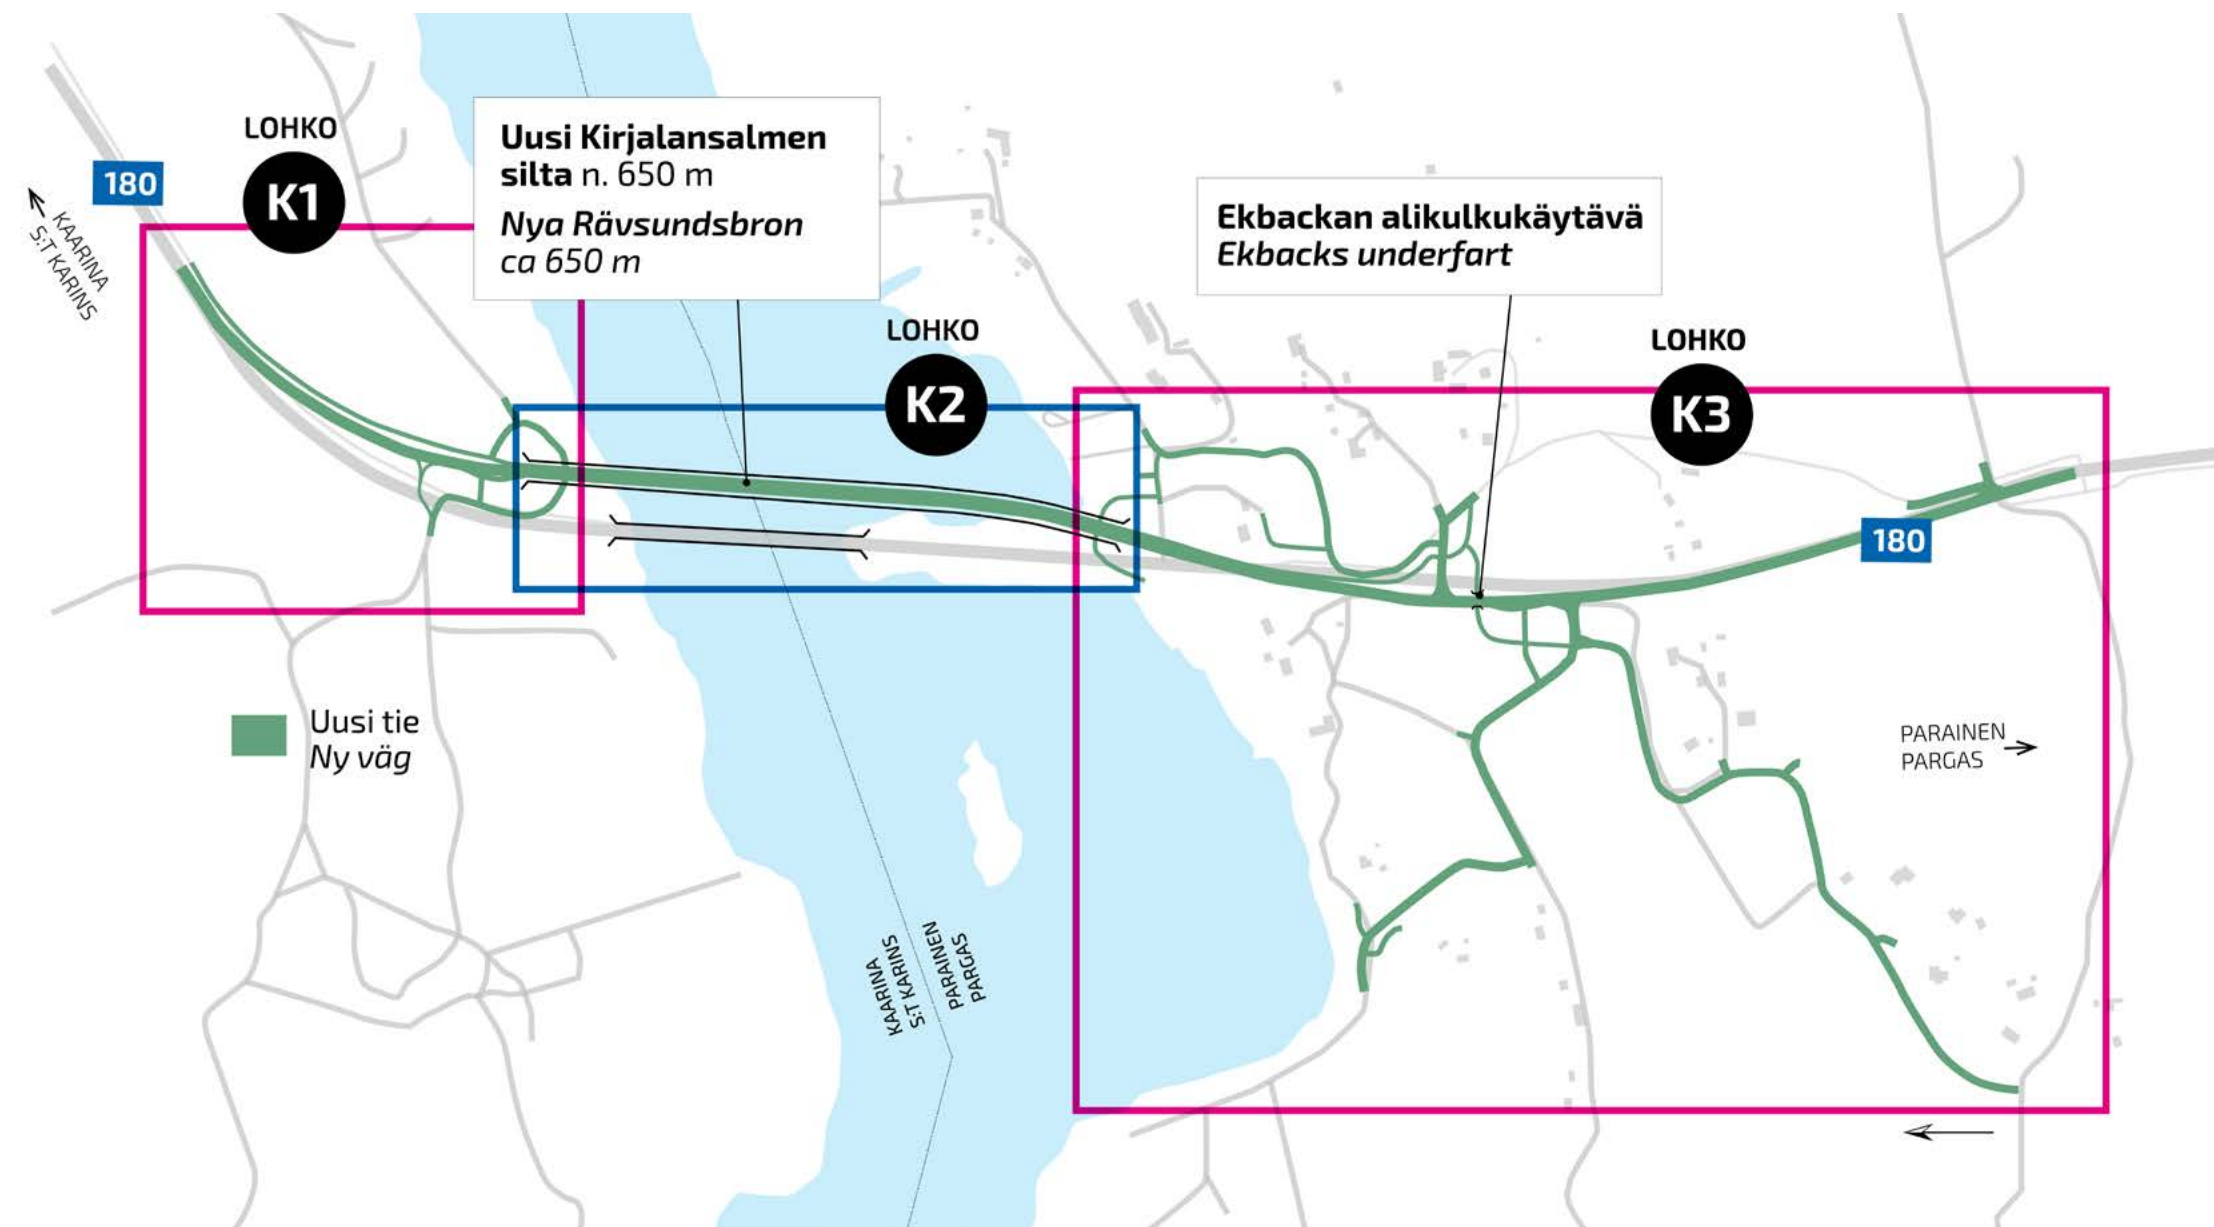 LOHKO
K1
180
KAARINA
S:T KARINS
Uusi Kirjalansalmen
silta n. 650 m
Nya Rävsundsbron
ca 650 m
LOHKO
K2
Ekbackan alikulkukäytävä
Ekbacks underfart
LOHKO
K3
180
Uusi tie
Ny väg
PARAINEN
PARGAS
KAARINA
S:T KARINS
PARAINEN
PARGAS